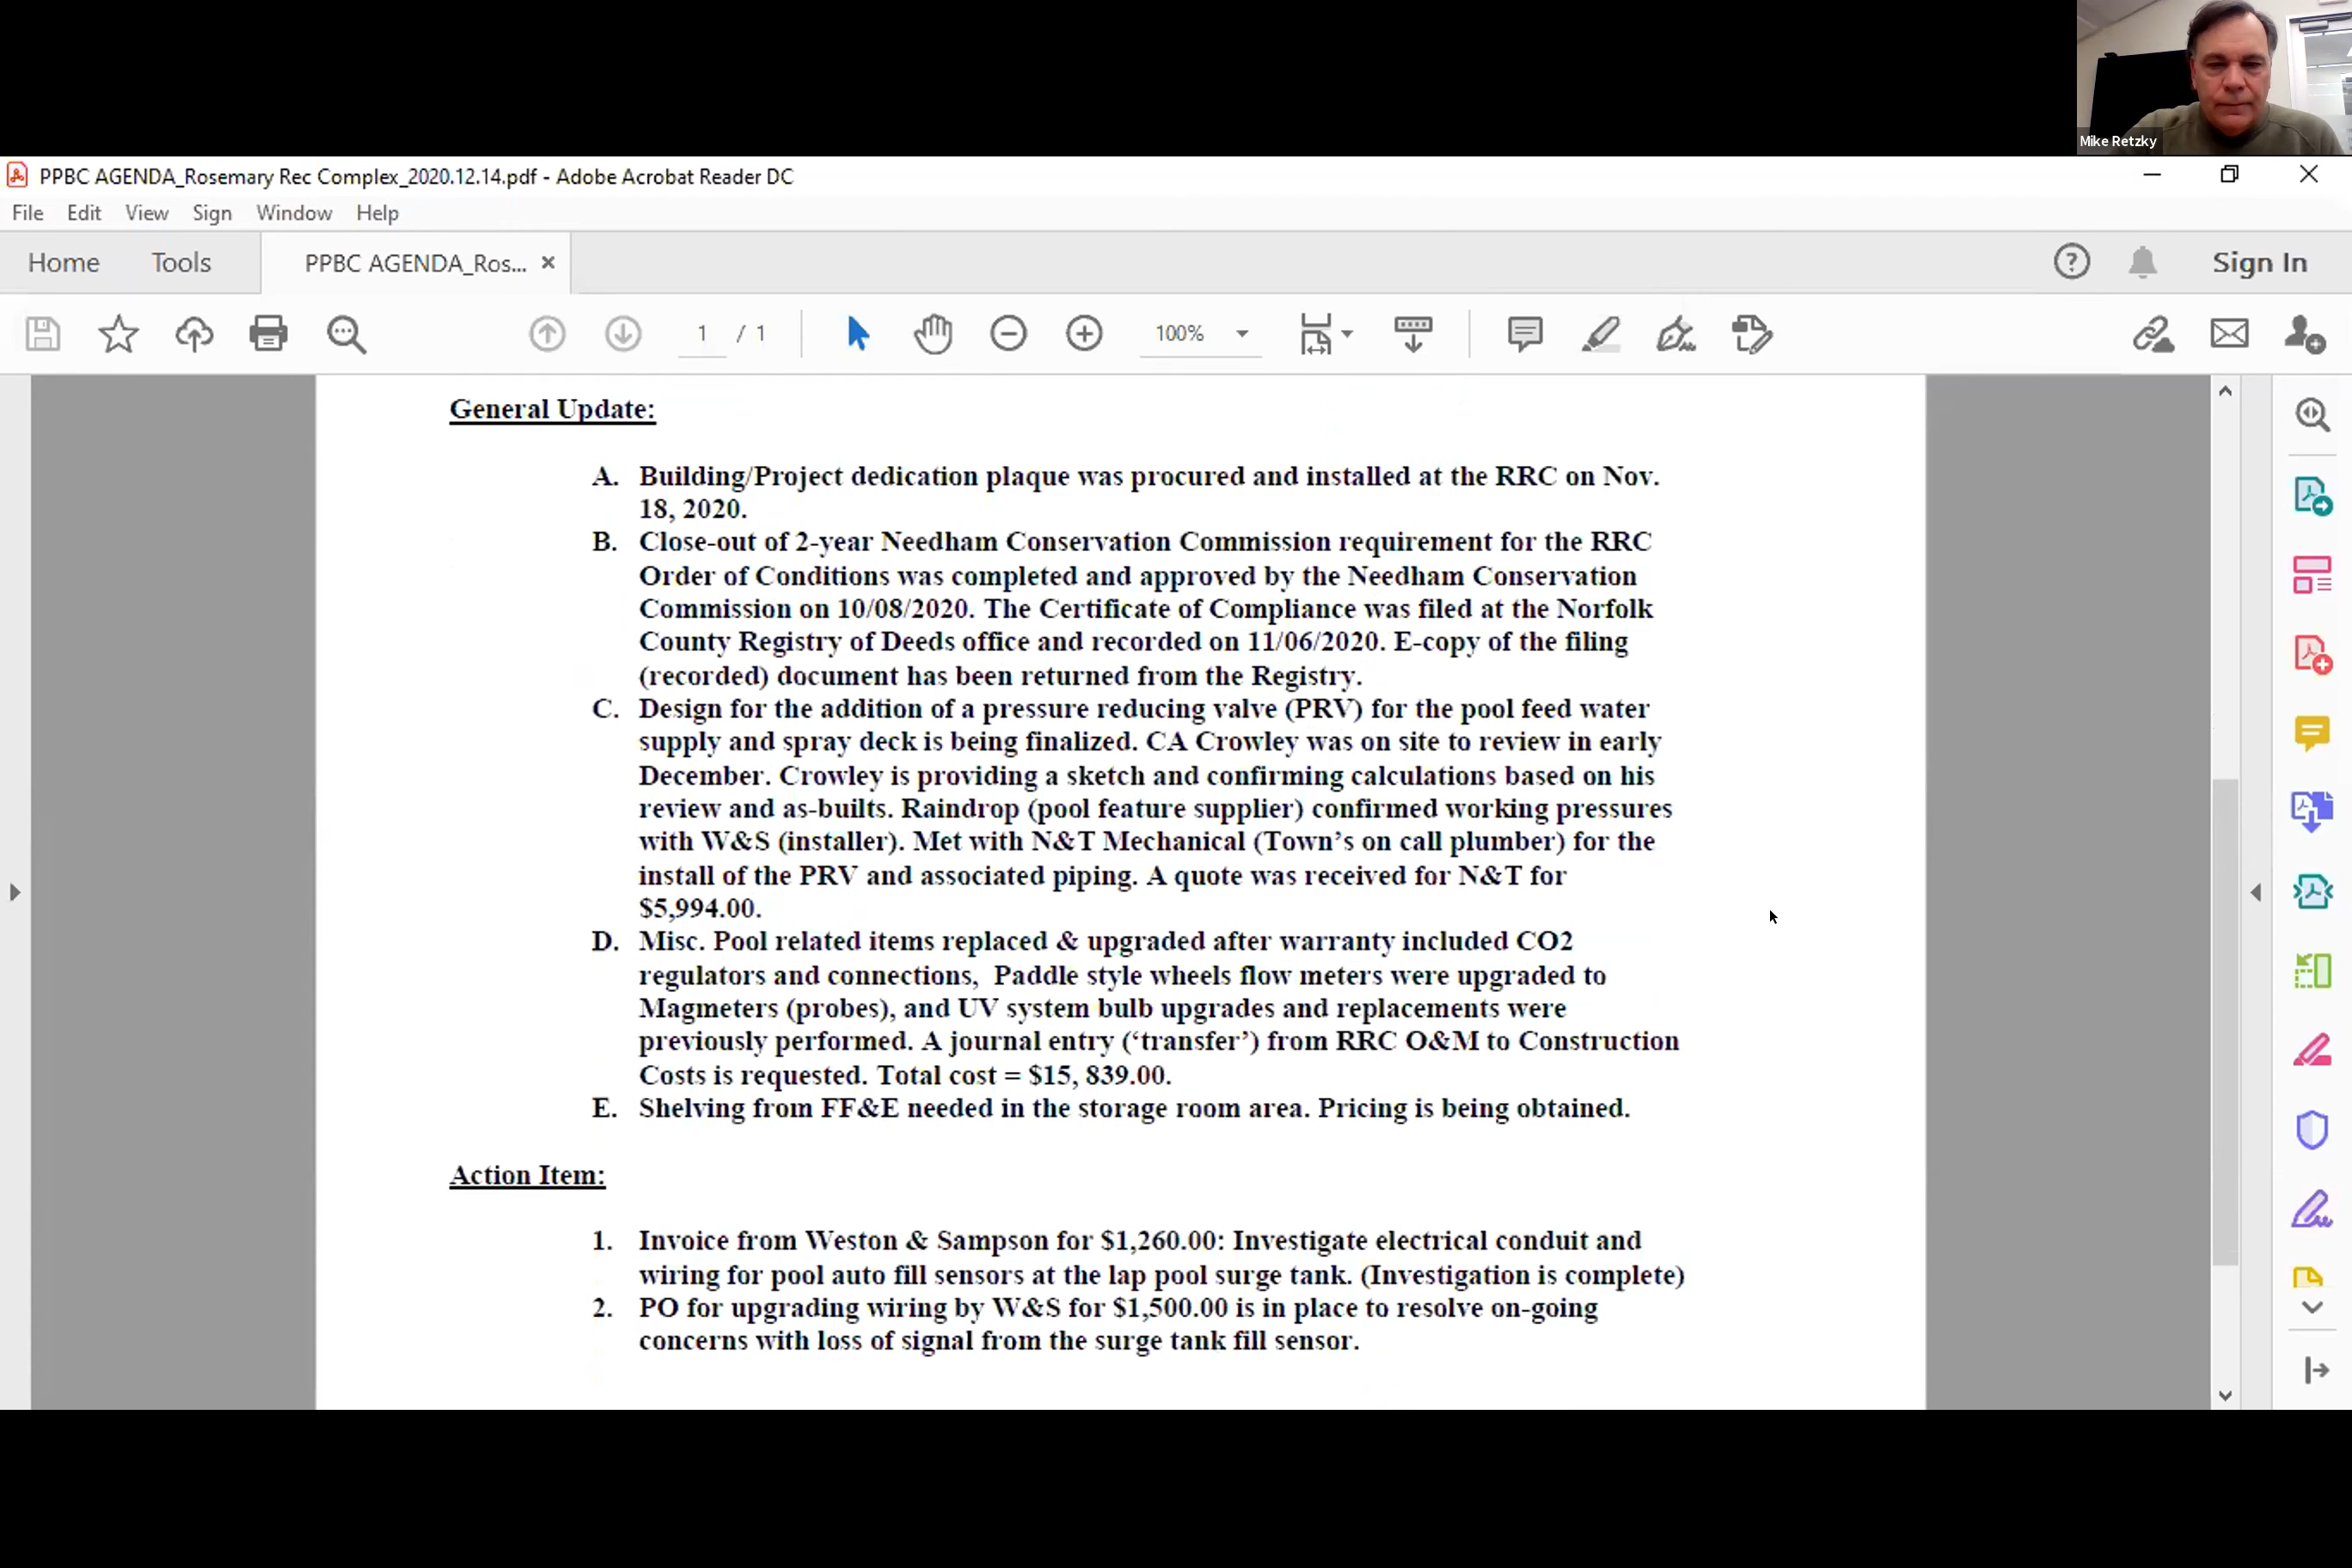 Mike Retzky
PPBC AGENDA_Rosemary Rec Complex_2020.12.14.pdf - Adobe Acrobat Reader DC
File Edit View Sign Window Help
Home Tools PPBC AGENDA_Ros... Sign In
1 / 1 100%
General Update:
A. Building/Project dedication plaque was procured and installed at the RRC on Nov.
18, 2020.
B. Close-out of 2-year Needham Conservation Commission requirement for the RRC
Order of Conditions was completed and approved by the Needham Conservation
Commission on 10/08/2020. The Certificate of Compliance was filed at the Norfolk
County Registry of Deeds office and recorded on 11/06/2020. E-copy of the filing
(recorded) document has been returned from the Registry.
C. Design for the addition of a pressure reducing valve (PRV) for the pool feed water
supply and spray deck is being finalized. CA Crowley was on site to review in early
December. Crowley is providing a sketch and confirming calculations based on his
review and as-builts. Raindrop (pool feature supplier) confirmed working pressures
with W&S (installer). Met with N&T Mechanical (Town’s on call plumber) for the
install of the PRV and associated piping. A quote was received for N&T for
$5,994.00.
D. Misc. Pool related items replaced & upgraded after warranty included CO2
regulators and connections,  Paddle style wheels flow meters were upgraded to
Magmeters (probes), and UV system bulb upgrades and replacements were
previously performed. A journal entry (‘transfer’) from RRC O&M to Construction
Costs is requested. Total cost = $15, 839.00.
E. Shelving from FF&E needed in the storage room area. Pricing is being obtained.
Action Item:
1. Invoice from Weston & Sampson for $1,260.00: Investigate electrical conduit and
wiring for pool auto fill sensors at the lap pool surge tank. (Investigation is complete)
2. PO for upgrading wiring by W&S for $1,500.00 is in place to resolve on-going
concerns with loss of signal from the surge tank fill sensor.